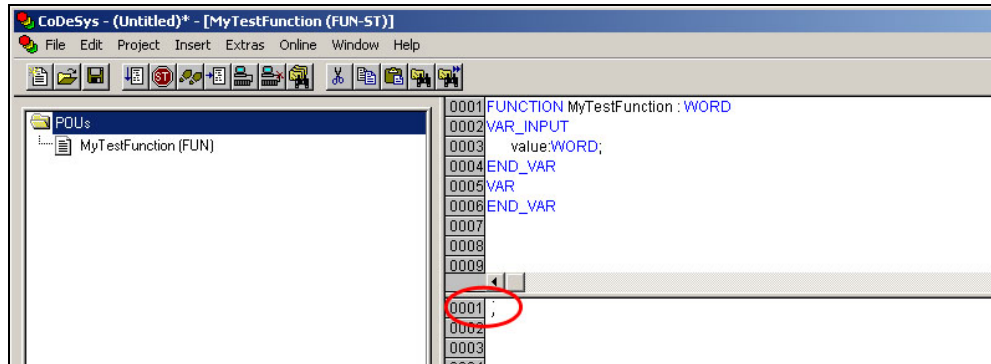 CoDeSys - (Untitled)* - [MyTestFunction (FUN-ST)]
File Edit Project Insert Extras Online Window Help
POUs
MyTestFunction (FUN)
0001 FUNCTION MyTestFunction : WORD
0002 VAR_INPUT
0003 value:WORD;
0004 END_VAR
0005 VAR
0006 END_VAR
0007
0008
0009
0001 ;
0002
0003